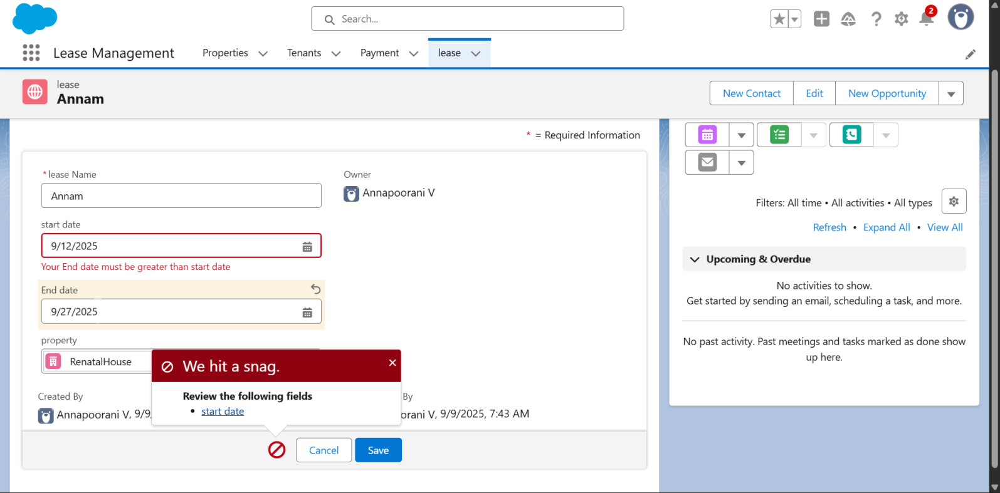 Search...
2
Lease Management
Properties
Tenants
Payment
lease
lease
Annam
New Contact
Edit
New Opportunity
* = Required Information
*lease Name
Annam
Owner
Annapoorani V
start date
9/12/2025
Your End date must be greater than start date
End date
9/27/2025
property
RenatalHouse
We hit a snag.
Review the following fields
• start date
Created By
Annapoorani V, 9/9
By
orani V, 9/9/2025, 7:43 AM
Cancel
Save
Filters: All time • All activities • All types
Refresh • Expand All • View All
Upcoming & Overdue
No activities to show.
Get started by sending an email, scheduling a task, and more.
No past activity. Past meetings and tasks marked as done show
up here.